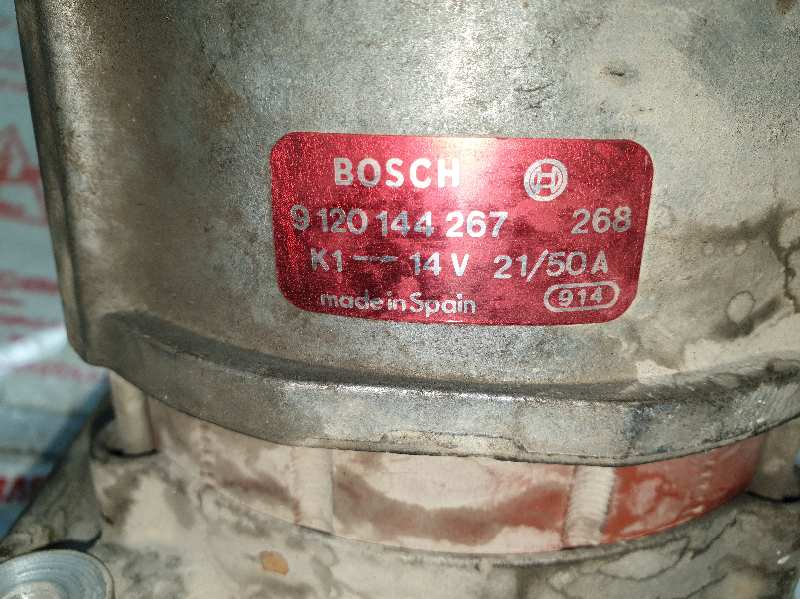 BOSCH
9 120 144 267 268
K1 — 14 V 21/50 A
made in Spain 914